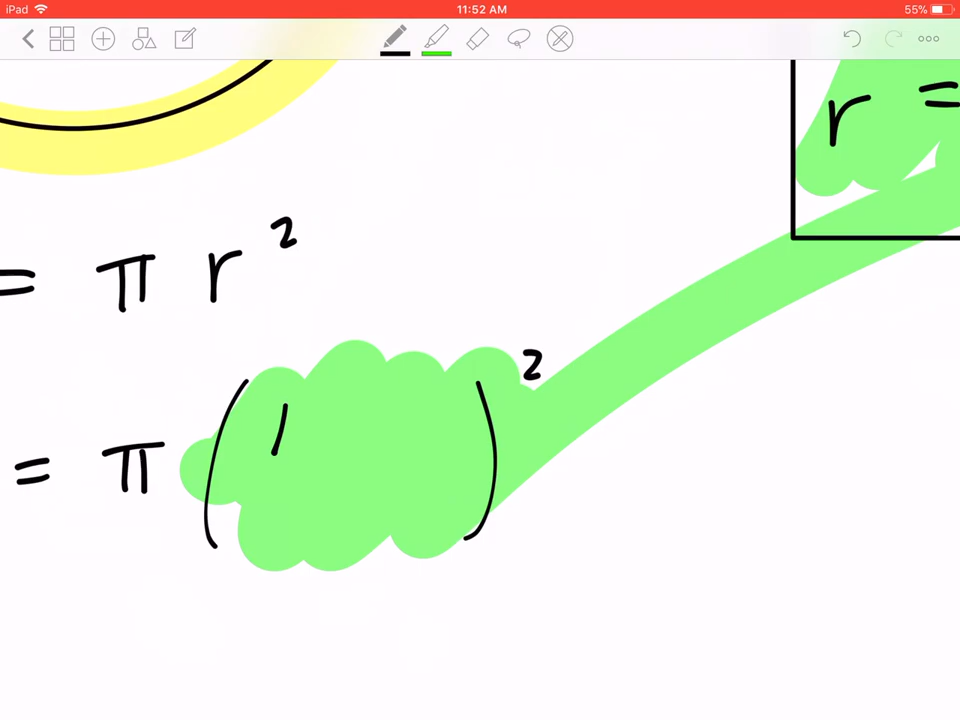 iPad 11:52 AM 55%
r =
= π r²
= π ( 1 )²